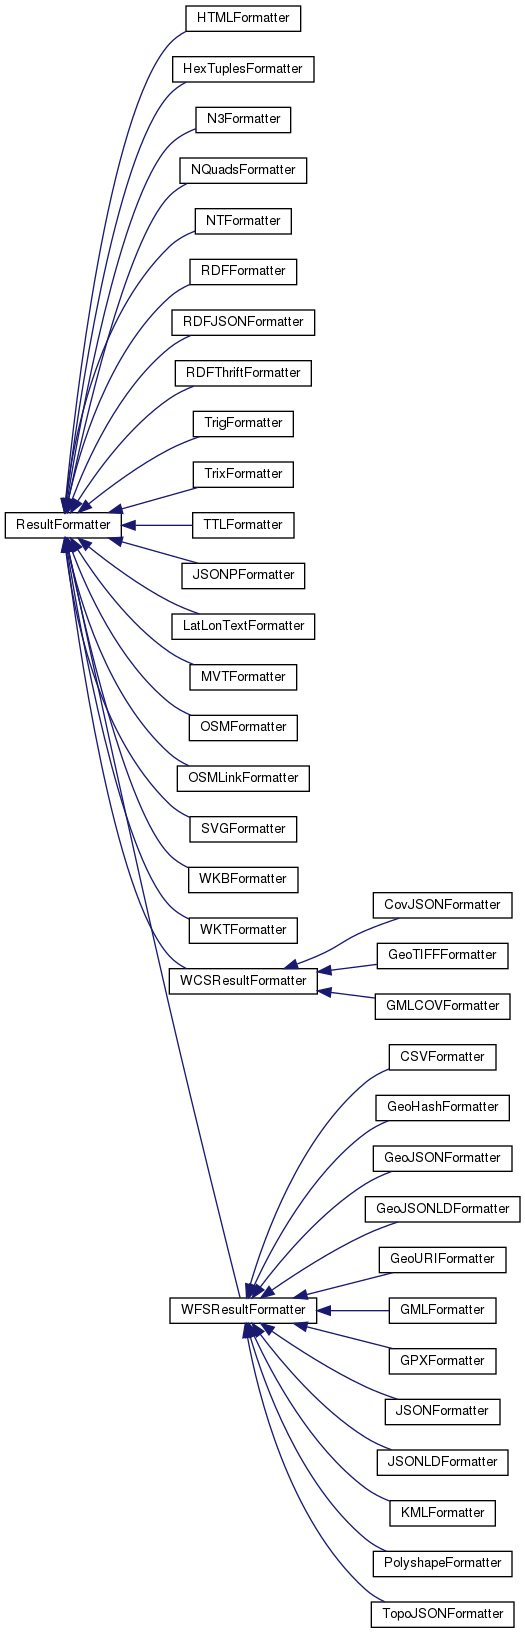 HTMLFormatter
HexTuplesFormatter
N3Formatter
NQuadsFormatter
NTFormatter
RDFFormatter
RDFJSONFormatter
RDFThriftFormatter
TrigFormatter
TrixFormatter
ResultFormatter
TTLFormatter
JSONPFormatter
LatLonTextFormatter
MVTFormatter
OSMFormatter
OSMLinkFormatter
SVGFormatter
WKBFormatter
CovJSONFormatter
WKTFormatter
GeoTIFFFormatter
WCSResultFormatter
GMLCOVFormatter
CSVFormatter
GeoHashFormatter
GeoJSONFormatter
GeoJSONLDFormatter
GeoURIFormatter
WFSResultFormatter
GMLFormatter
GPXFormatter
JSONFormatter
JSONLDFormatter
KMLFormatter
PolyshapeFormatter
TopoJSONFormatter